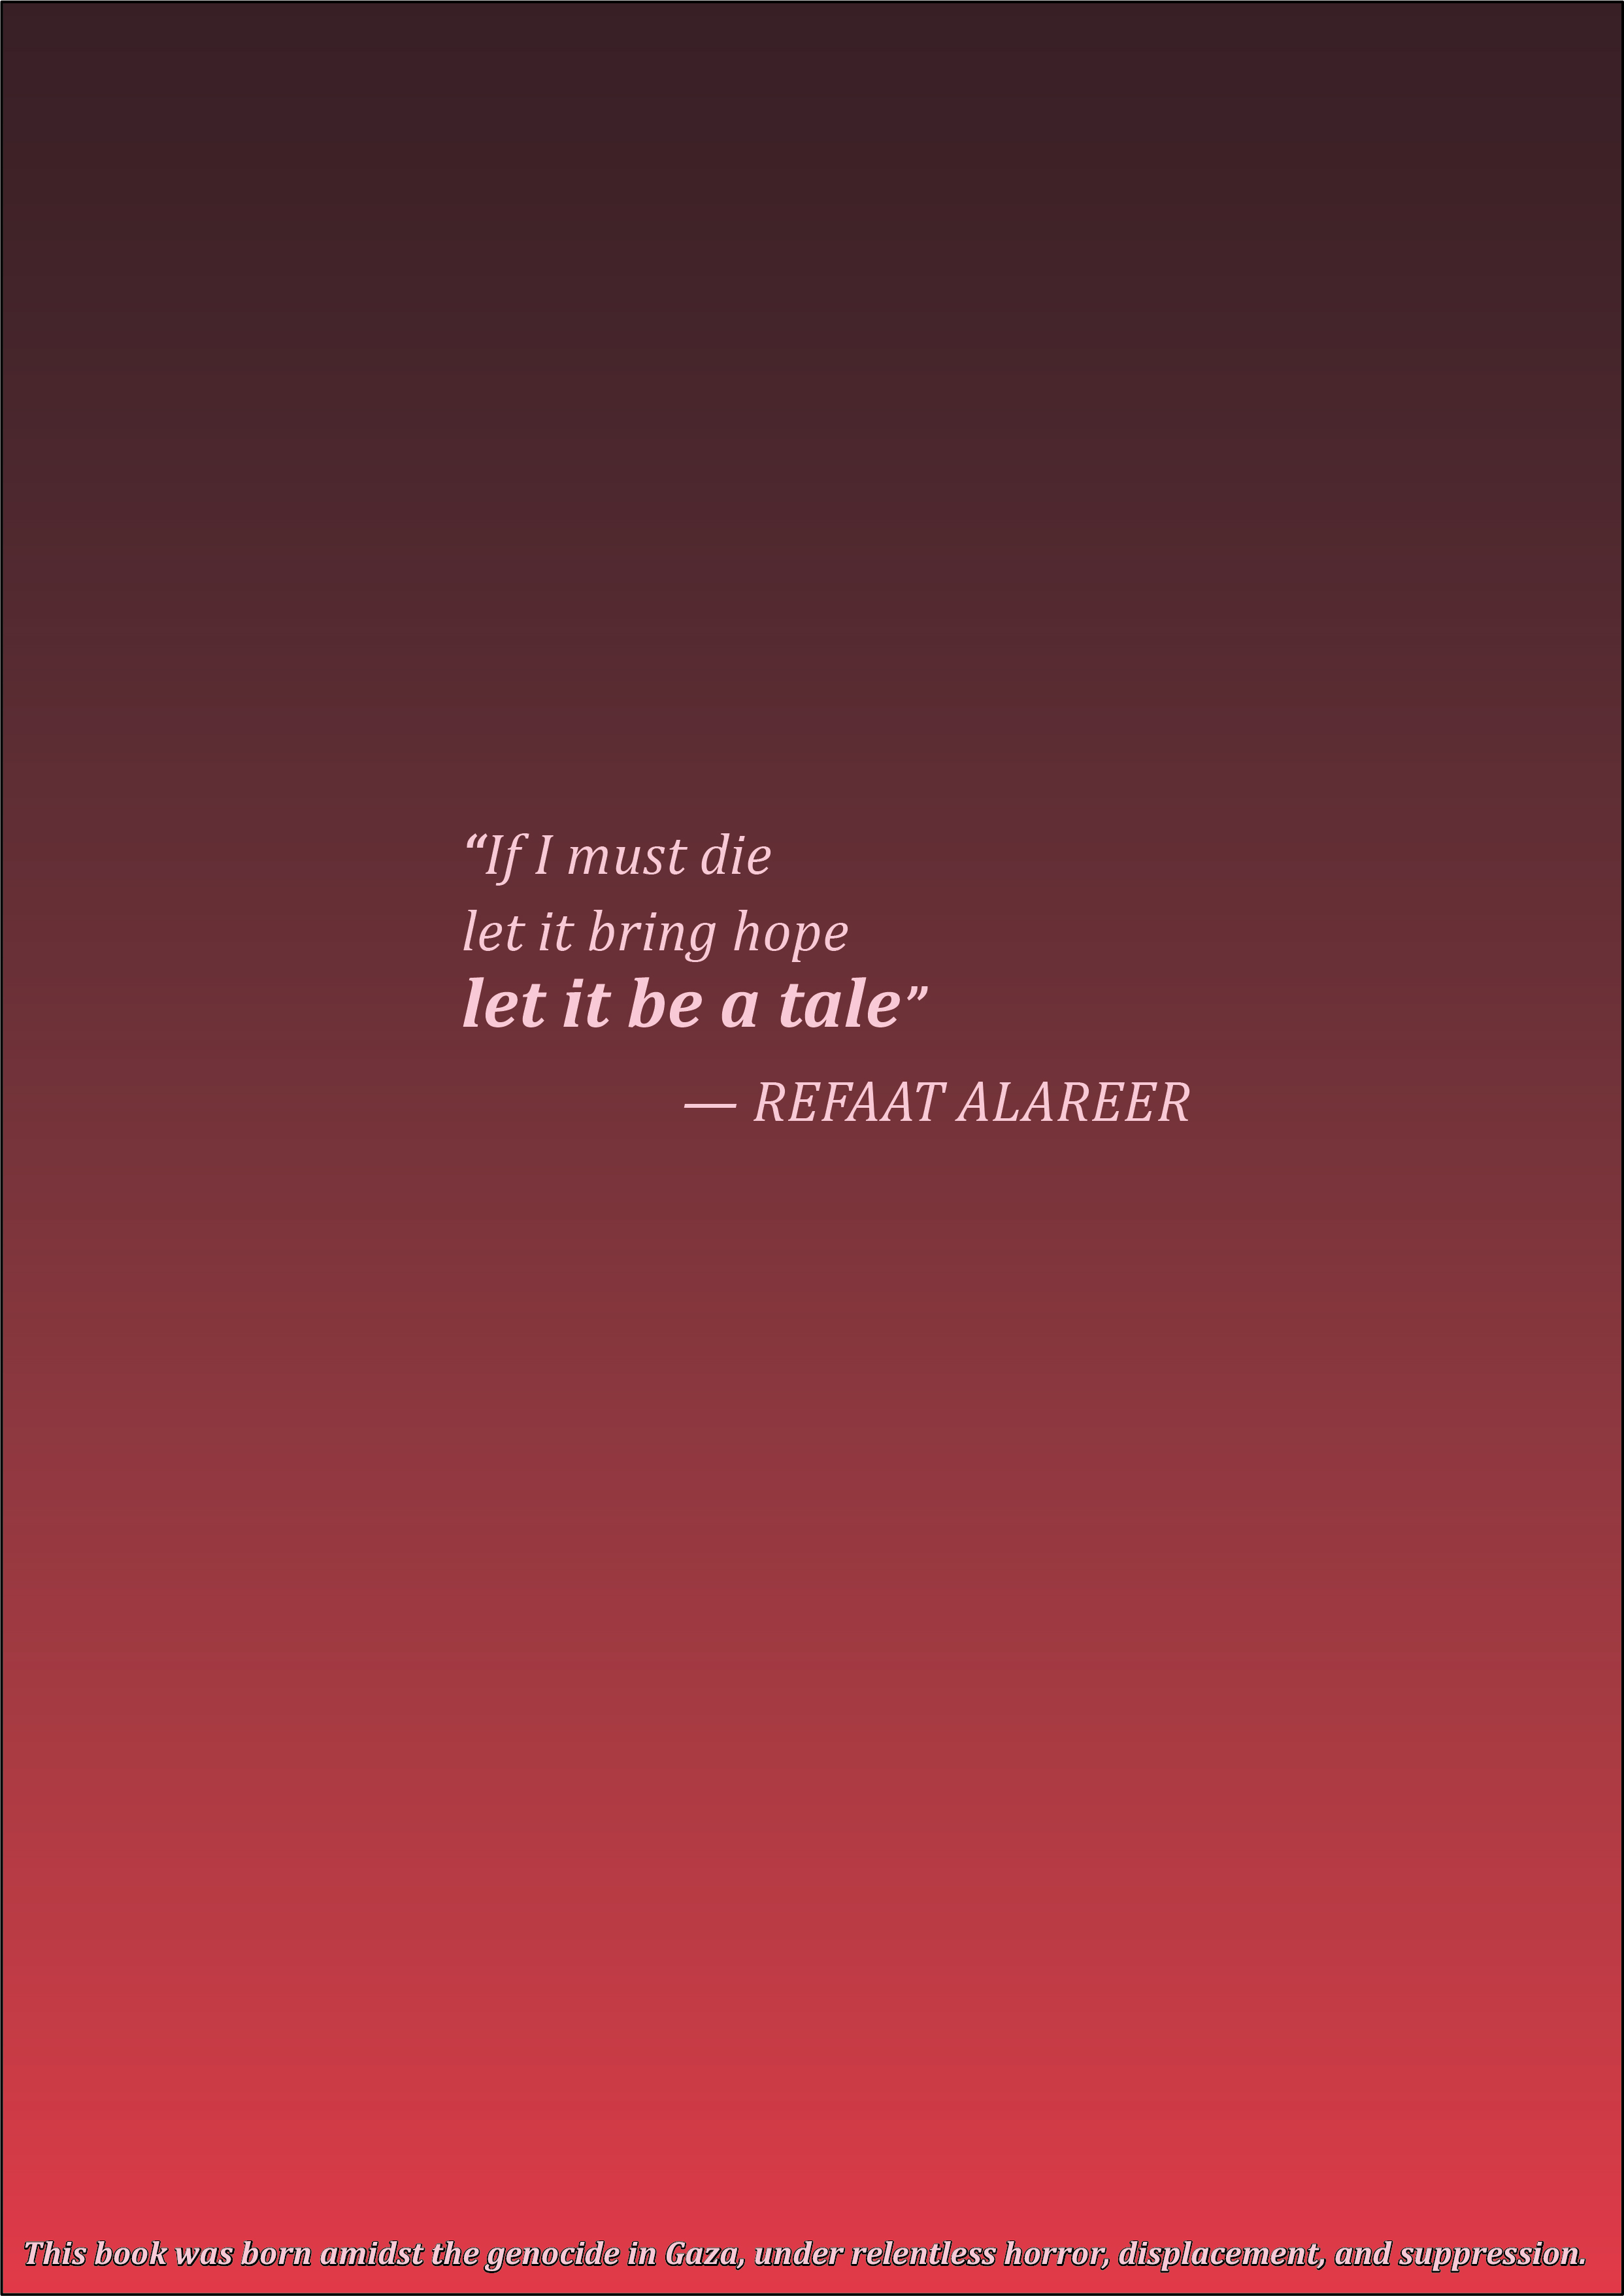 “If I must die
let it bring hope
let it be a tale”
— REFAAT ALAREER
This book was born amidst the genocide in Gaza, under relentless horror, displacement, and suppression.